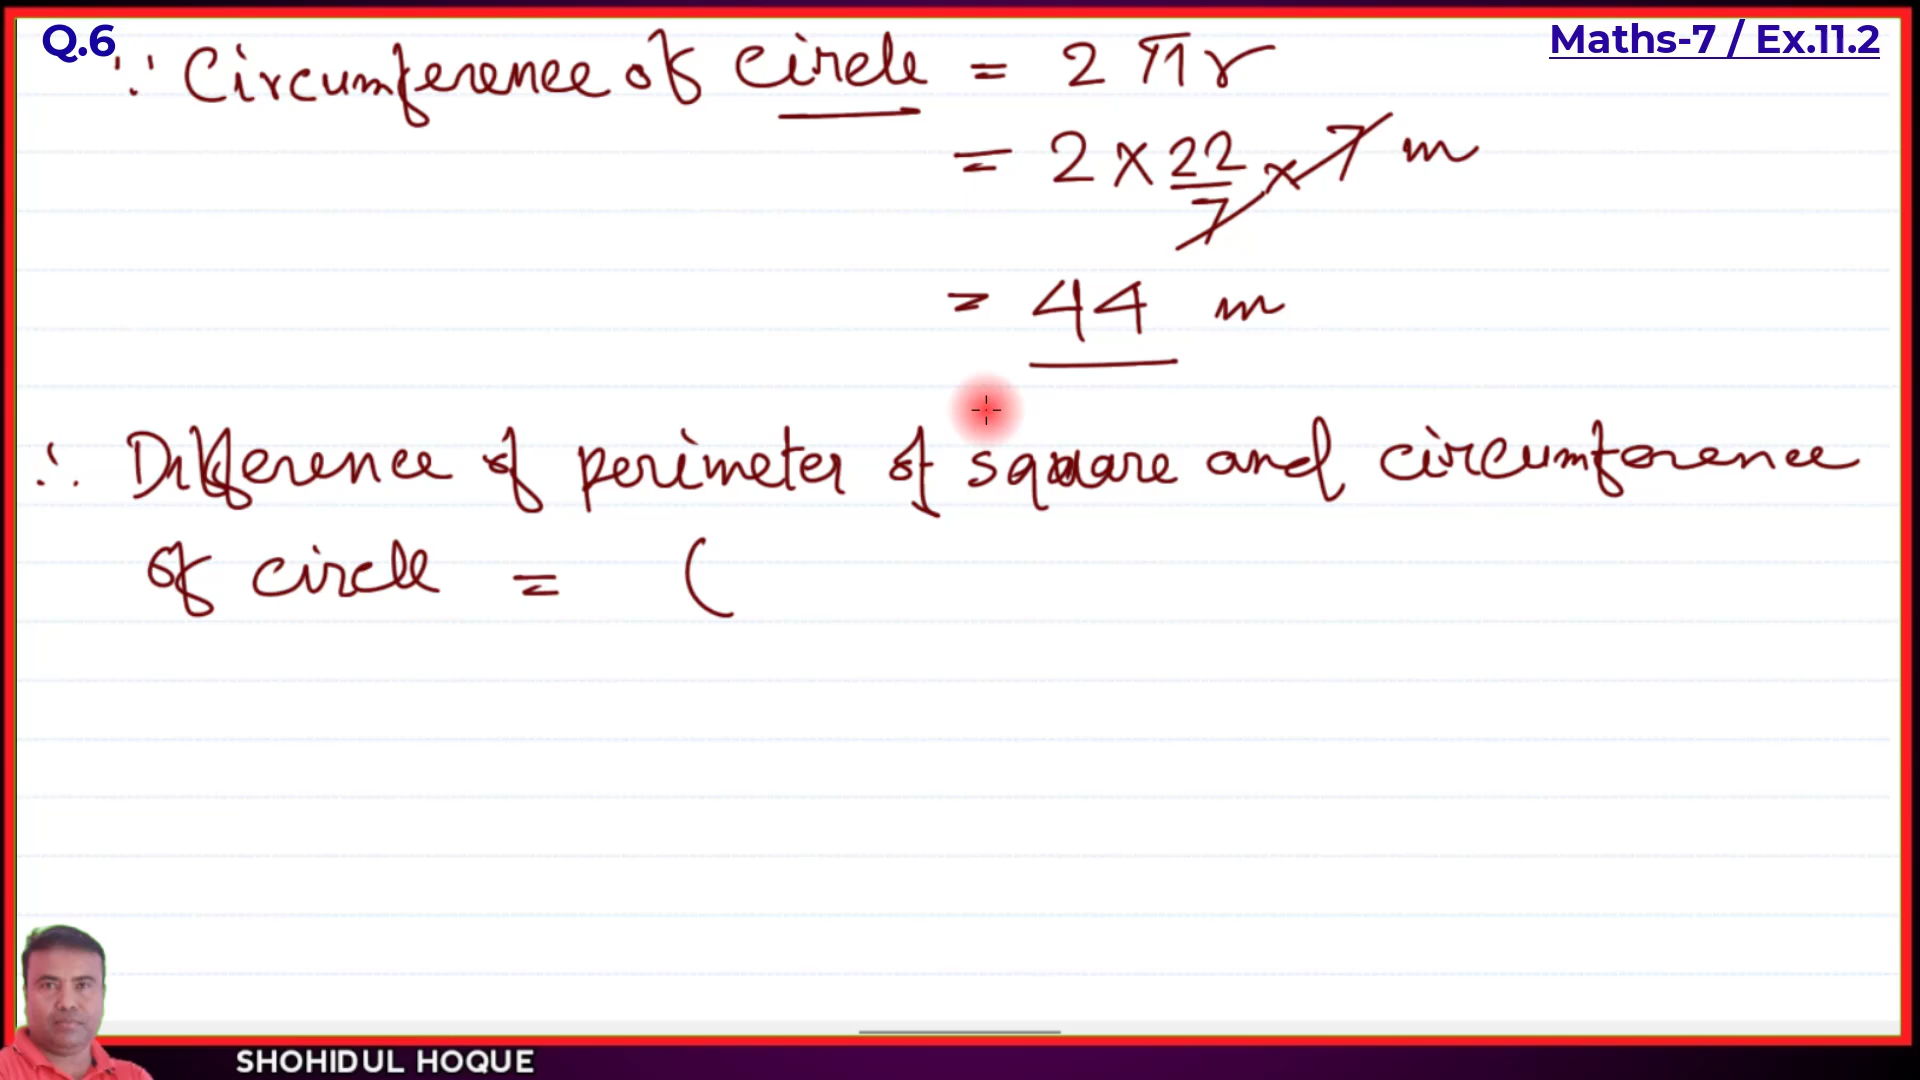 Q.6
Maths-7 / Ex.11.2
∵ Circumference of circle = 2 π r
= 2 × 22/7 × 7 m
= 44 m
∴ Difference of perimeter of square and circumference
of circle = (
SHOHIDUL HOQUE